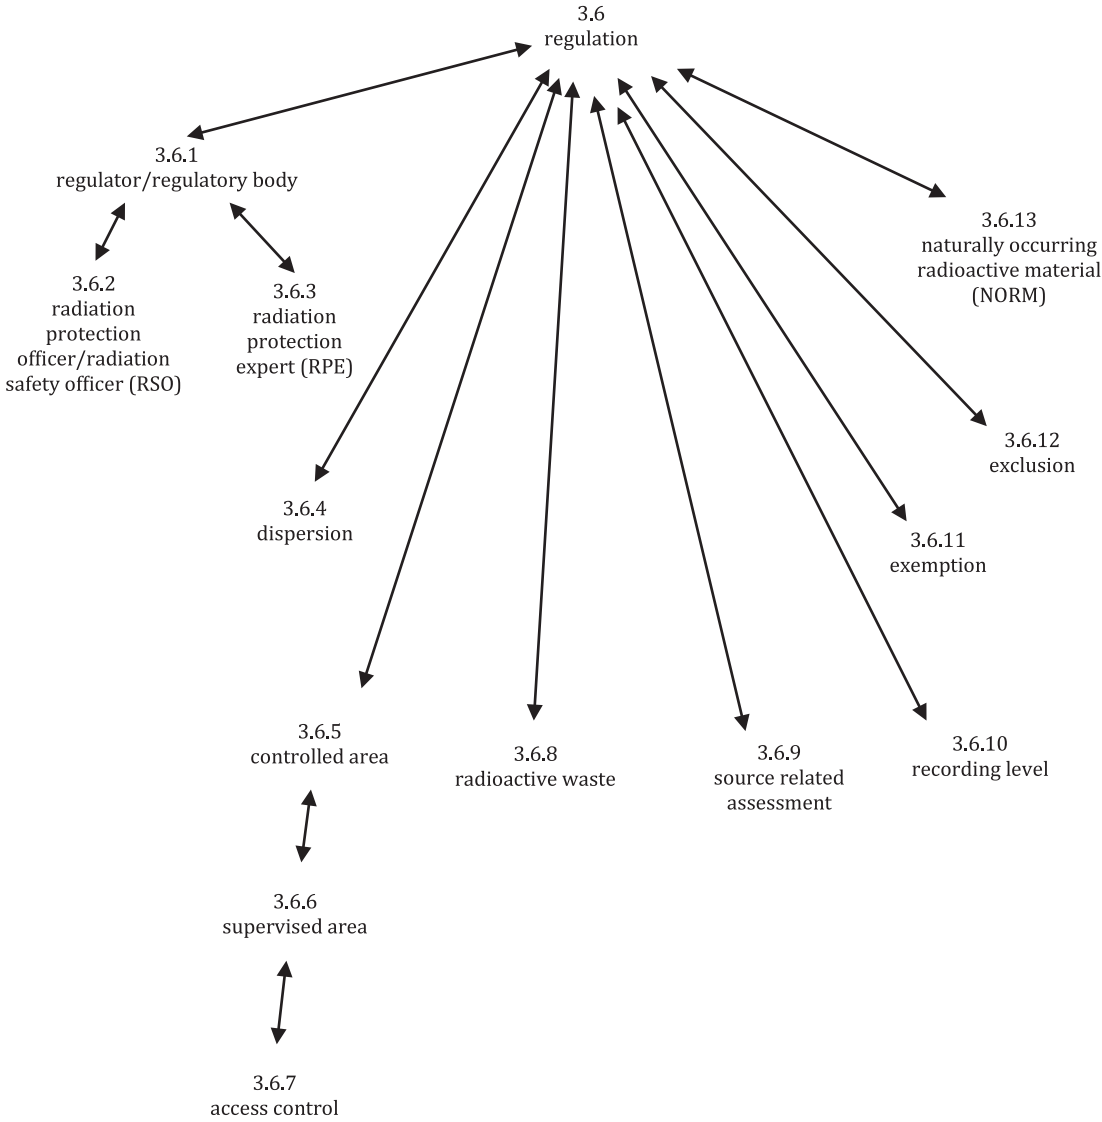 3.6
regulation
3.6.1
regulator/regulatory body
3.6.2
radiation
protection
officer/radiation
safety officer (RSO)
3.6.3
radiation
protection
expert (RPE)
3.6.13
naturally occurring
radioactive material
(NORM)
3.6.12
exclusion
3.6.4
dispersion
3.6.11
exemption
3.6.5
controlled area
3.6.8
radioactive waste
3.6.9
source related
assessment
3.6.10
recording level
3.6.6
supervised area
3.6.7
access control